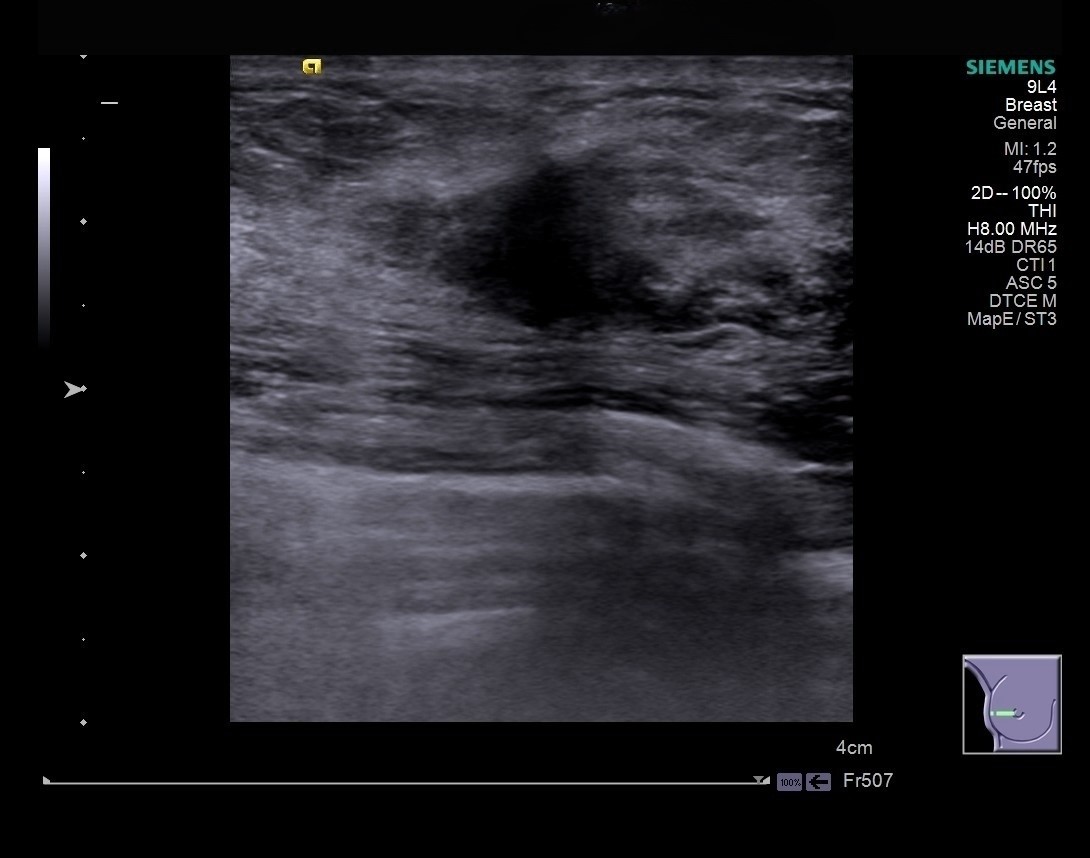 SIEMENS
9L4
Breast
General
MI: 1.2
47fps
2D--100%
THI
H8.00 MHz
14dB DR65
CTI 1
ASC 5
DTCE M
MapE / ST3
4cm
100%
Fr507